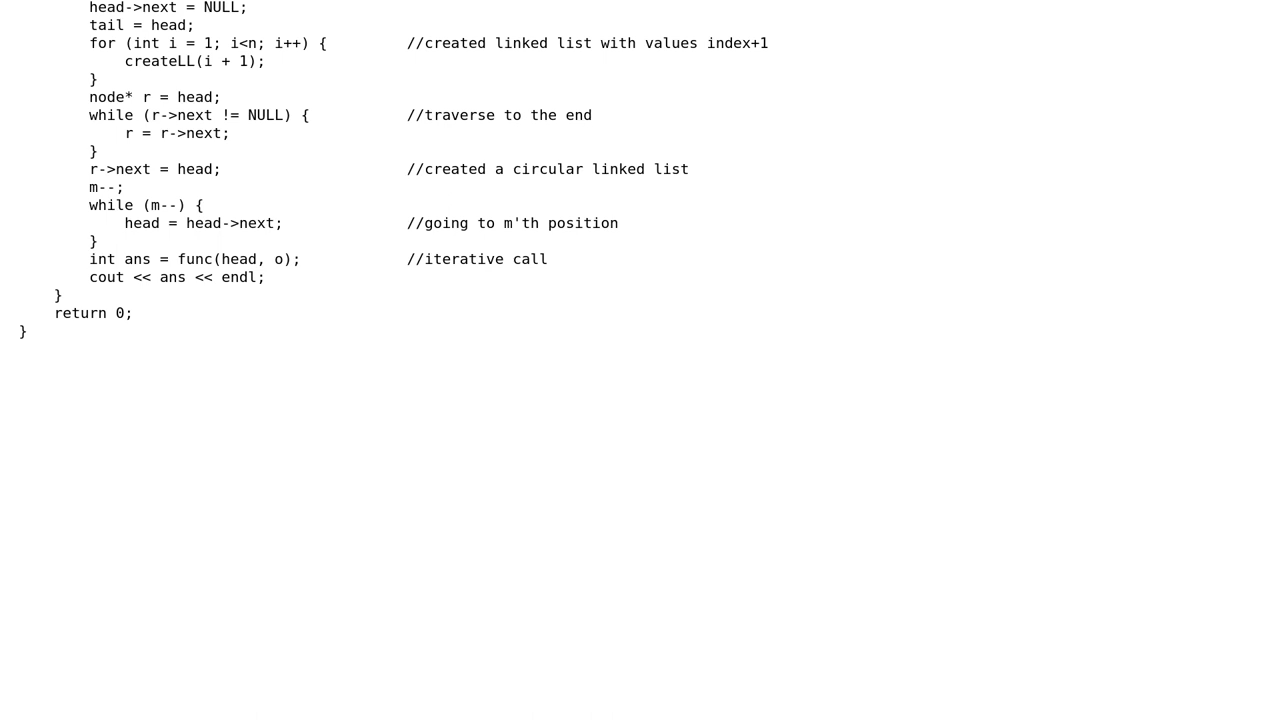 head->next = NULL;
tail = head;
for (int i = 1; i<n; i++) { //created linked list with values index+1
createLL(i + 1);
}
node* r = head;
while (r->next != NULL) { //traverse to the end
r = r->next;
}
r->next = head; //created a circular linked list
m--;
while (m--) {
head = head->next; //going to m'th position
}
int ans = func(head, o); //iterative call
cout << ans << endl;
}
return 0;
}